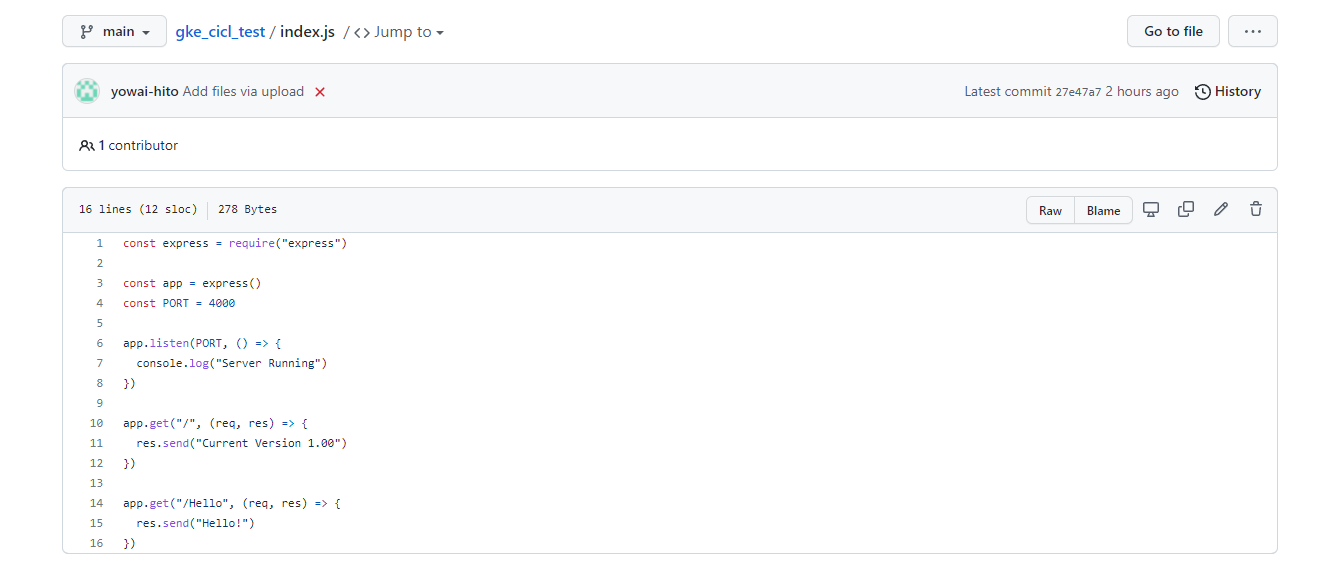 main
gke_cicl_test / index.js / <> Jump to
Go to file
...
yowai-hito Add files via upload
Latest commit 27e47a7 2 hours ago
History
1 contributor
16 lines (12 sloc) 278 Bytes
Raw
Blame
1 const express = require("express")
2
3 const app = express()
4 const PORT = 4000
5
6 app.listen(PORT, () => {
7 console.log("Server Running")
8 })
9
10 app.get("/", (req, res) => {
11 res.send("Current Version 1.00")
12 })
13
14 app.get("/Hello", (req, res) => {
15 res.send("Hello!")
16 })